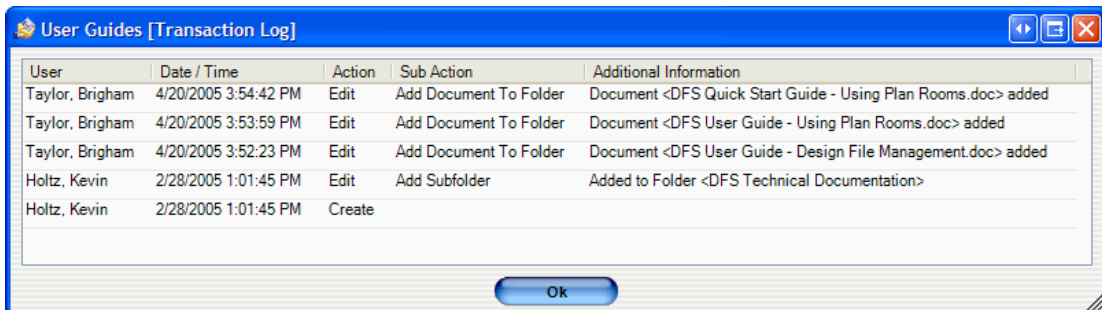 User Guides [Transaction Log]
User Date / Time Action Sub Action Additional Information
Taylor, Brigham 4/20/2005 3:54:42 PM Edit Add Document To Folder Document <DFS Quick Start Guide - Using Plan Rooms.doc> added
Taylor, Brigham 4/20/2005 3:53:59 PM Edit Add Document To Folder Document <DFS User Guide - Using Plan Rooms.doc> added
Taylor, Brigham 4/20/2005 3:52:23 PM Edit Add Document To Folder Document <DFS User Guide - Design File Management.doc> added
Holtz, Kevin 2/28/2005 1:01:45 PM Edit Add Subfolder Added to Folder <DFS Technical Documentation>
Holtz, Kevin 2/28/2005 1:01:45 PM Create
Ok